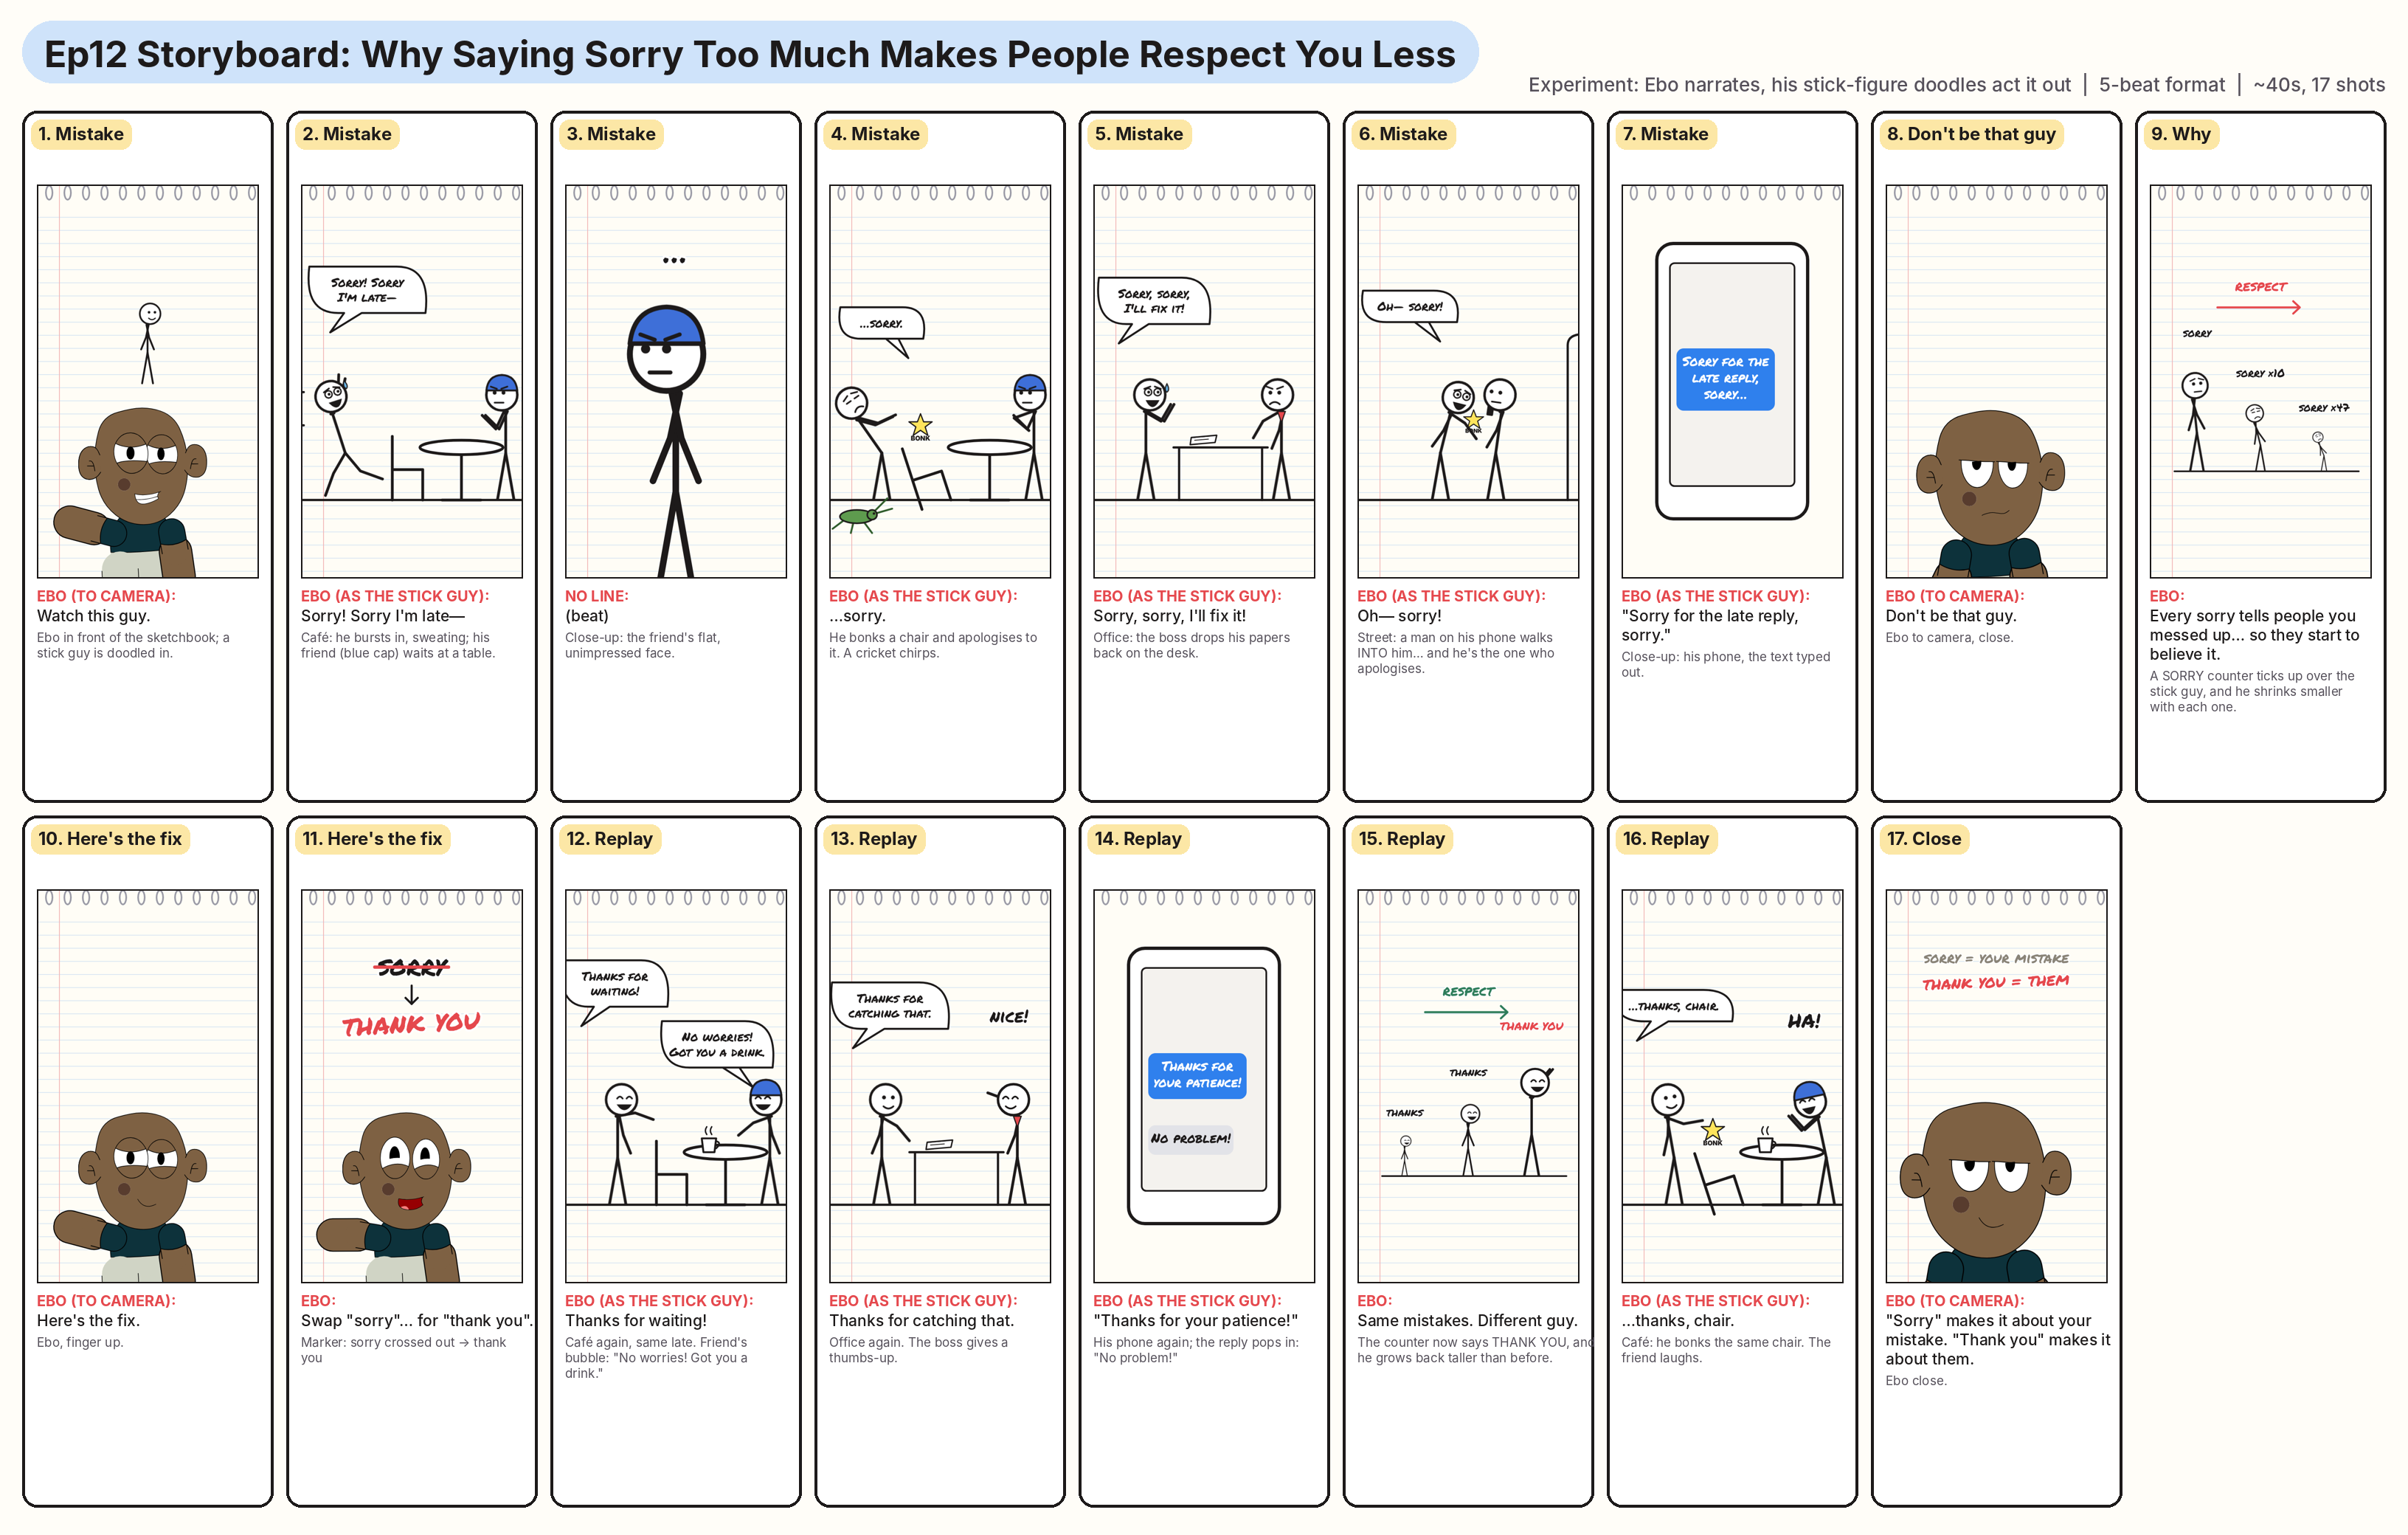 Ep12 Storyboard: Why Saying Sorry Too Much Makes People Respect You Less
Experiment: Ebo narrates, his stick-figure doodles act it out | 5-beat format | ~40s, 17 shots
1. Mistake
EBO (TO CAMERA):
Watch this guy.
Ebo in front of the sketchbook; a
stick guy is doodled in.
2. Mistake
SORRY! SORRY
I'M LATE—
EBO (AS THE STICK GUY):
Sorry! Sorry I'm late—
Café: he bursts in, sweating; his
friend (blue cap) waits at a table.
3. Mistake
...
NO LINE:
(beat)
Close-up: the friend's flat,
unimpressed face.
4. Mistake
...SORRY.
BONK
EBO (AS THE STICK GUY):
...sorry.
He bonks a chair and apologises to
it. A cricket chirps.
5. Mistake
SORRY, SORRY,
I'LL FIX IT!
EBO (AS THE STICK GUY):
Sorry, sorry, I'll fix it!
Office: the boss drops his papers
back on the desk.
6. Mistake
OH— SORRY!
BONK
EBO (AS THE STICK GUY):
Oh— sorry!
Street: a man on his phone walks
INTO him... and he's the one who
apologises.
7. Mistake
SORRY FOR THE
LATE REPLY,
SORRY...
EBO (AS THE STICK GUY):
"Sorry for the late reply,
sorry."
Close-up: his phone, the text typed
out.
8. Don't be that guy
EBO (TO CAMERA):
Don't be that guy.
Ebo to camera, close.
9. Why
RESPECT
SORRY
SORRY x10
SORRY x47
EBO:
Every sorry tells people you
messed up... so they start to
believe it.
A SORRY counter ticks up over the
stick guy, and he shrinks smaller
with each one.
10. Here's the fix
EBO (TO CAMERA):
Here's the fix.
Ebo, finger up.
11. Here's the fix
SORRY
↓
THANK YOU
EBO:
Swap "sorry"... for "thank you".
Marker: sorry crossed out → thank
you
12. Replay
THANKS FOR
WAITING!
NO WORRIES!
GOT YOU A DRINK.
EBO (AS THE STICK GUY):
Thanks for waiting!
Café again, same late. Friend's
bubble: "No worries! Got you a
drink."
13. Replay
THANKS FOR
CATCHING THAT.
NICE!
EBO (AS THE STICK GUY):
Thanks for catching that.
Office again. The boss gives a
thumbs-up.
14. Replay
THANKS FOR
YOUR PATIENCE!
NO PROBLEM!
EBO (AS THE STICK GUY):
"Thanks for your patience!"
His phone again; the reply pops in:
"No problem!"
15. Replay
RESPECT
THANK YOU
THANKS
THANKS
EBO:
Same mistakes. Different guy.
The counter now says THANK YOU, and
he grows back taller than before.
16. Replay
...THANKS, CHAIR.
HA!
BONK
EBO (AS THE STICK GUY):
...thanks, chair.
Café: he bonks the same chair. The
friend laughs.
17. Close
SORRY = YOUR MISTAKE
THANK YOU = THEM
EBO (TO CAMERA):
"Sorry" makes it about your
mistake. "Thank you" makes it
about them.
Ebo close.